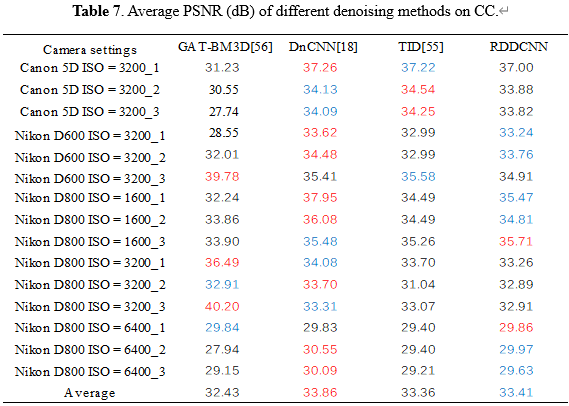 Table 7. Average PSNR (dB) of different denoising methods on CC.↵
Camera settings GAT-BM3D[56] DnCNN[18] TID[55] RDDCNN
Canon 5D ISO = 3200_1 31.23 37.26 37.22 37.00
Canon 5D ISO = 3200_2 30.55 34.13 34.54 33.88
Canon 5D ISO = 3200_3 27.74 34.09 34.25 33.82
Nikon D600 ISO = 3200_1 28.55 33.62 32.99 33.24
Nikon D600 ISO = 3200_2 32.01 34.48 32.99 33.76
Nikon D600 ISO = 3200_3 39.78 35.41 35.58 34.91
Nikon D800 ISO = 1600_1 32.24 37.95 34.49 35.47
Nikon D800 ISO = 1600_2 33.86 36.08 34.49 34.81
Nikon D800 ISO = 1600_3 33.90 35.48 35.26 35.71
Nikon D800 ISO = 3200_1 36.49 34.08 33.70 33.26
Nikon D800 ISO = 3200_2 32.91 33.70 31.04 32.89
Nikon D800 ISO = 3200_3 40.20 33.31 33.07 32.91
Nikon D800 ISO = 6400_1 29.84 29.83 29.40 29.86
Nikon D800 ISO = 6400_2 27.94 30.55 29.40 29.97
Nikon D800 ISO = 6400_3 29.15 30.09 29.21 29.63
Average 32.43 33.86 33.36 33.41